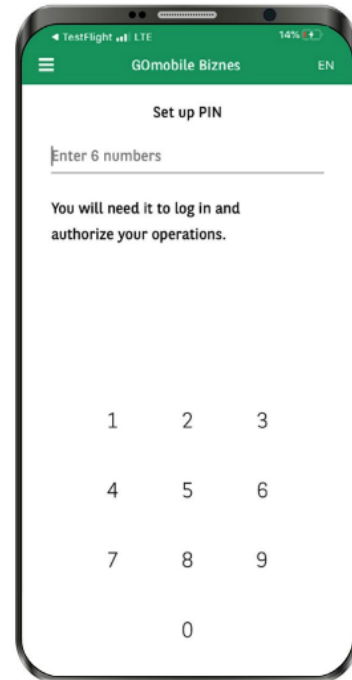 TestFlight LTE 14%
GOmobile Biznes EN
Set up PIN
Enter 6 numbers
You will need it to log in and
authorize your operations.
1 2 3
4 5 6
7 8 9
0